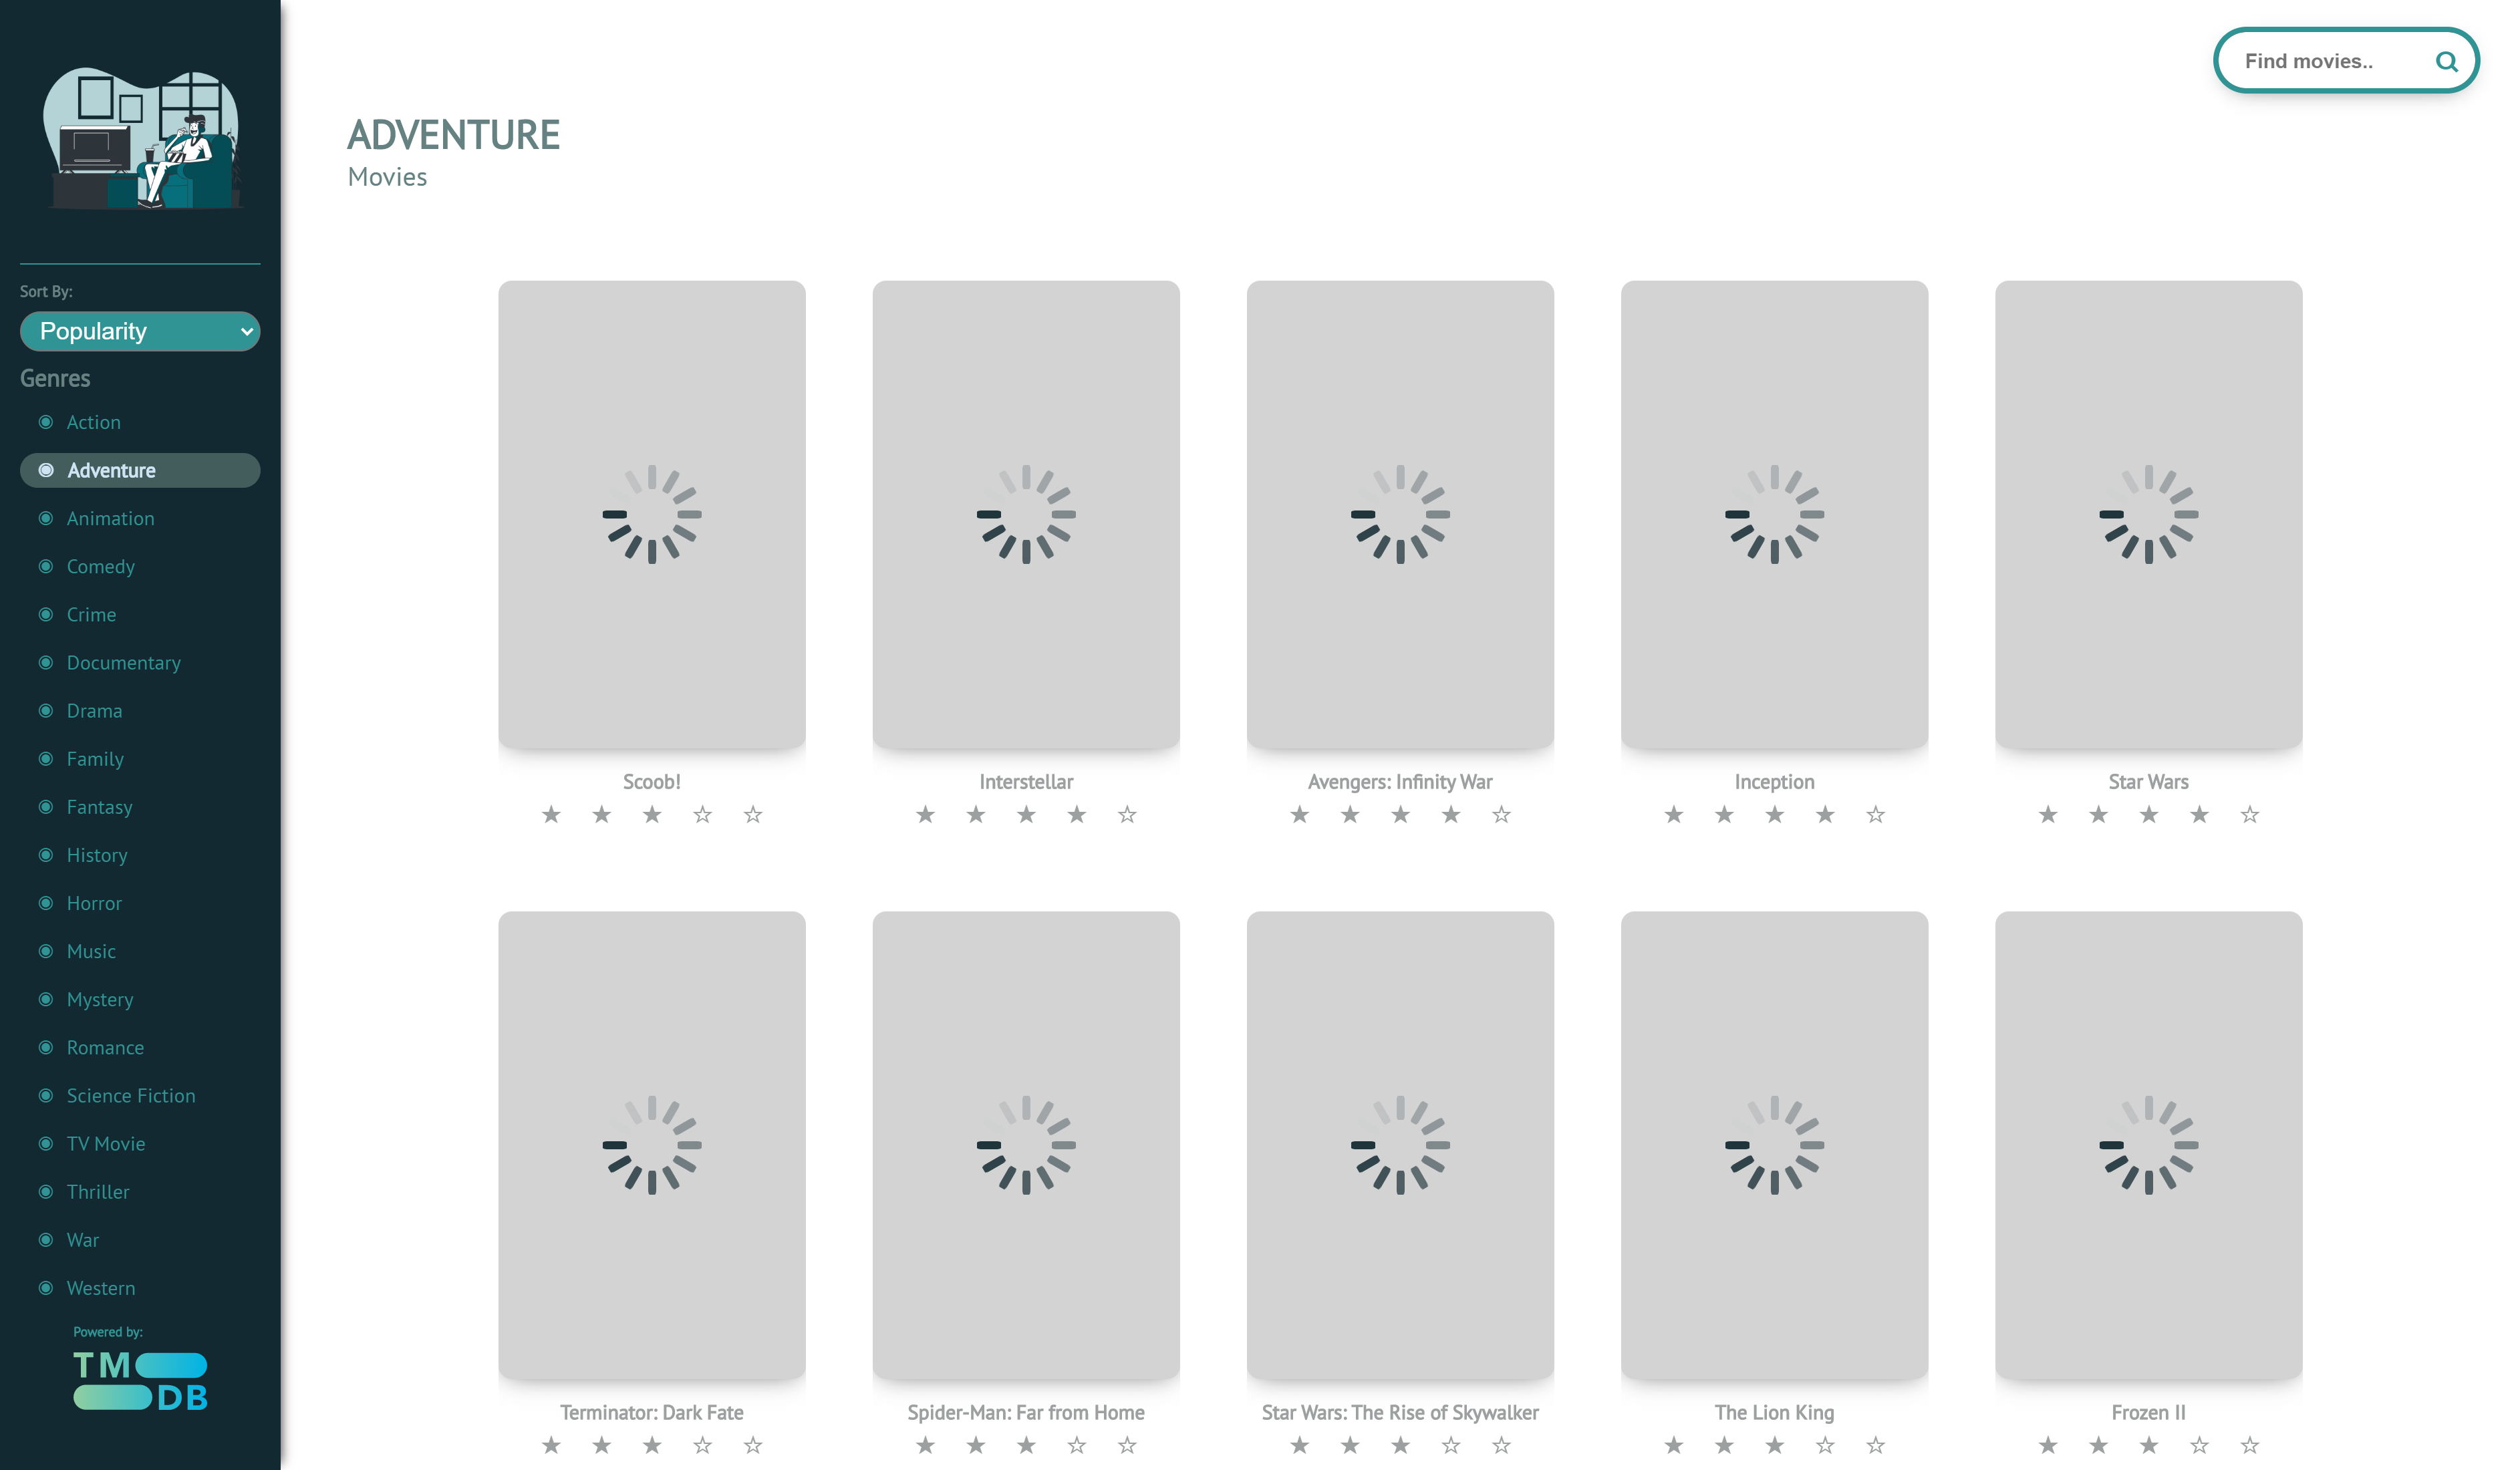 Find movies..
ADVENTURE
Movies
Sort By:
Popularity
Genres
Action
Adventure
Animation
Comedy
Crime
Documentary
Drama
Family
Fantasy
History
Horror
Music
Mystery
Romance
Science Fiction
TV Movie
Thriller
War
Western
Powered by:
TM
DB
Scoob!
Interstellar
Avengers: Infinity War
Inception
Star Wars
Terminator: Dark Fate
Spider-Man: Far from Home
Star Wars: The Rise of Skywalker
The Lion King
Frozen II